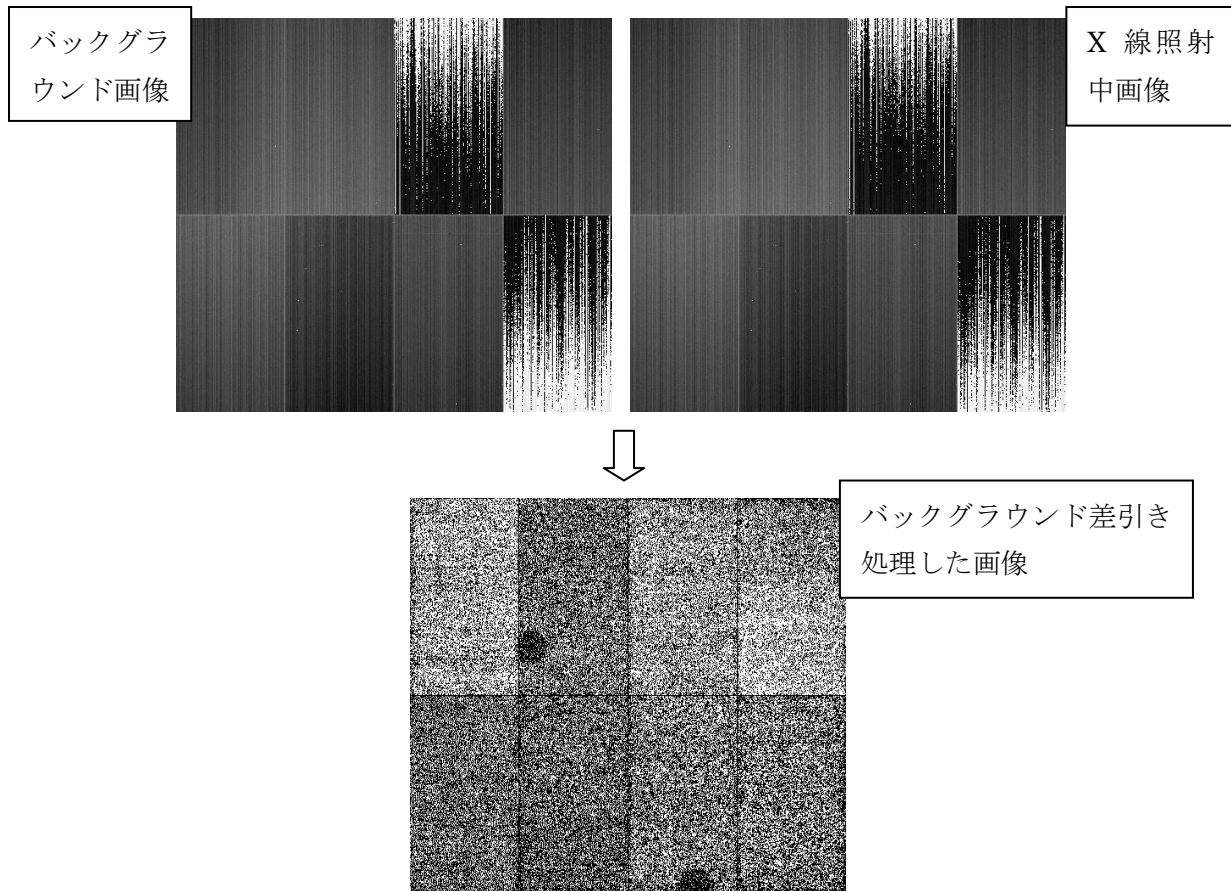 バックグラ
ウンド画像
X 線照射
中画像
バックグラウンド差引き
処理した画像